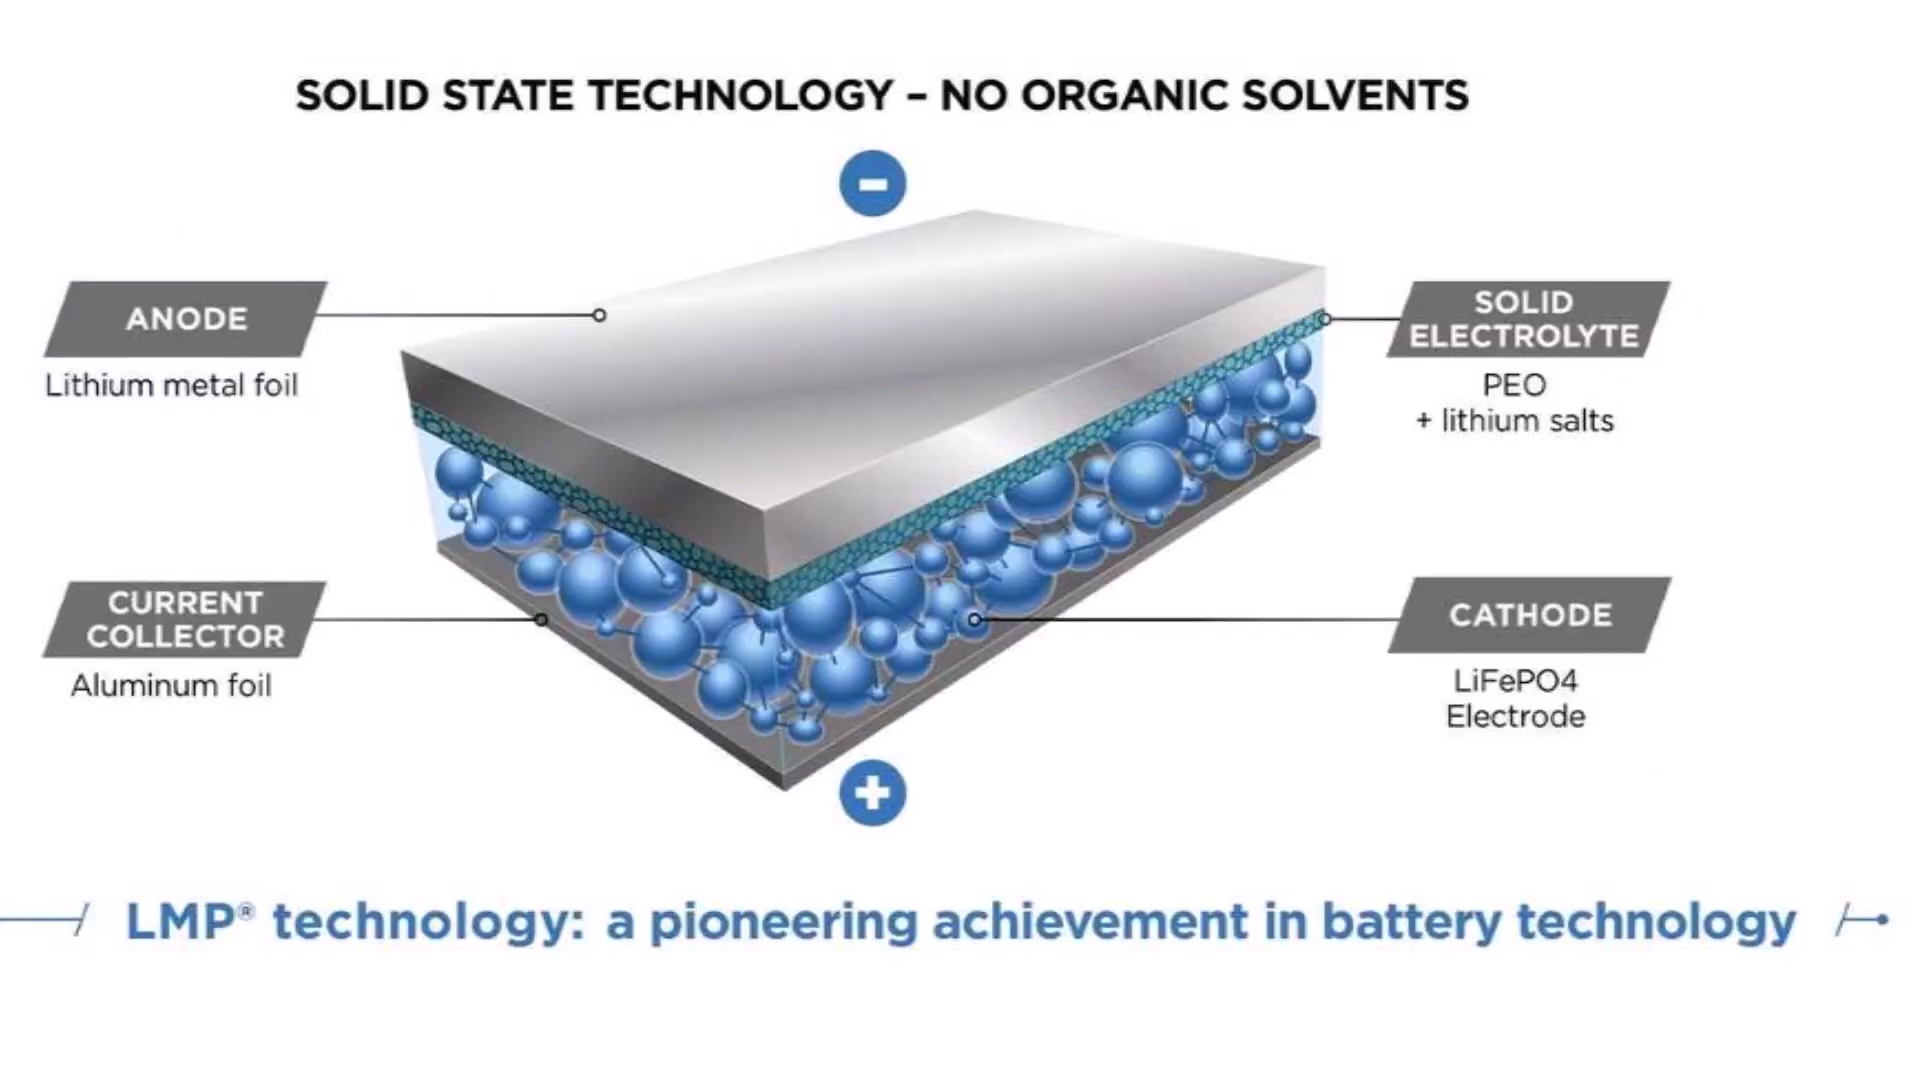 SOLID STATE TECHNOLOGY – NO ORGANIC SOLVENTS
-
ANODE
Lithium metal foil
SOLID
ELECTROLYTE
PEO
+ lithium salts
CURRENT
COLLECTOR
Aluminum foil
CATHODE
LiFePO4
Electrode
+
LMP® technology: a pioneering achievement in battery technology